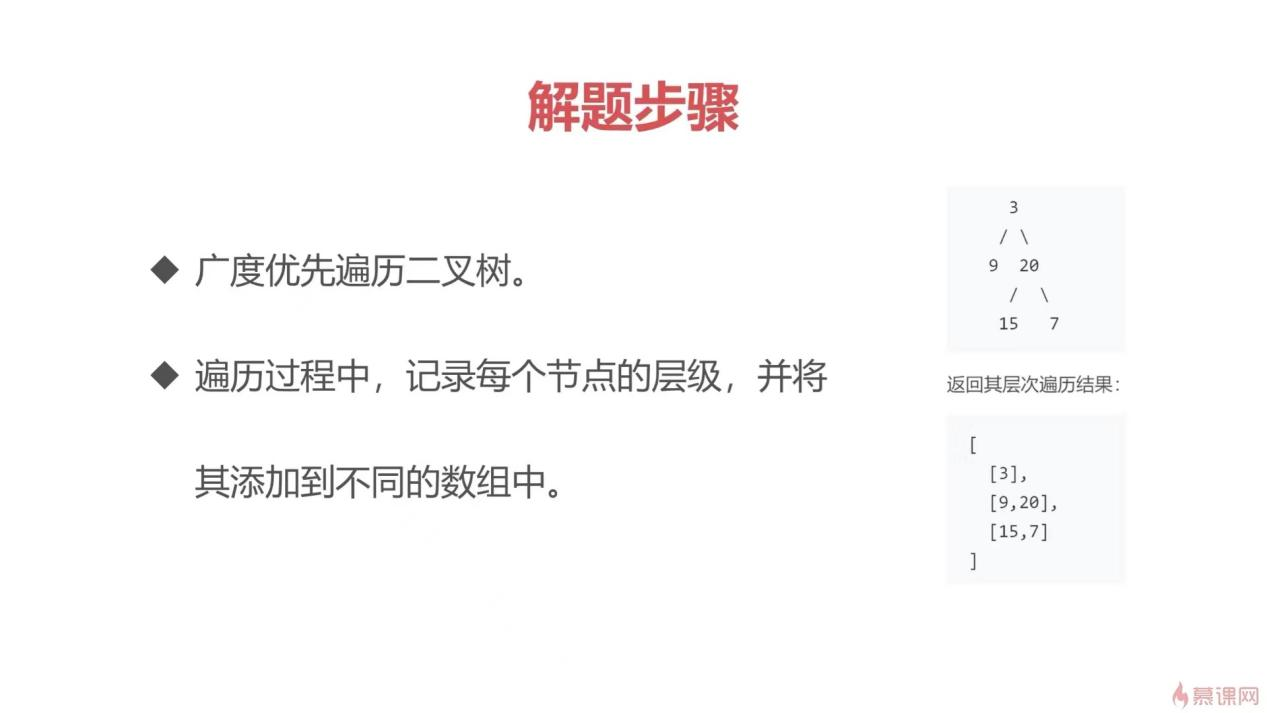 解题步骤
◆ 广度优先遍历二叉树。
◆ 遍历过程中，记录每个节点的层级，并将
其添加到不同的数组中。
3
/ \
9 20
/ \
15 7
返回其层次遍历结果：
[
[3],
[9,20],
[15,7]
]
慕课网